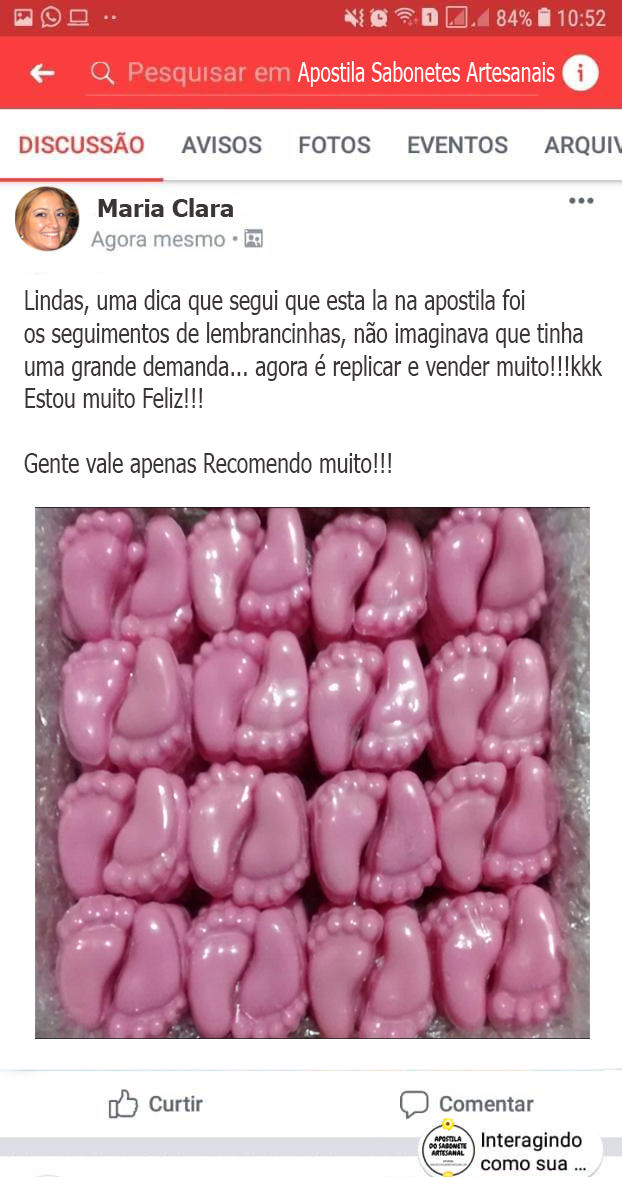 84% 10:52
Pesquisar em Apostila Sabonetes Artesanais
DISCUSSÃO AVISOS FOTOS EVENTOS ARQUIV
Maria Clara
Agora mesmo
Lindas, uma dica que segui que esta la na apostila foi
os seguimentos de lembrancinhas, não imaginava que tinha
uma grande demanda... agora é replicar e vender muito!!!kkk
Estou muito Feliz!!!
Gente vale apenas Recomendo muito!!!
Curtir Comentar
APOSTILA
DO SABONETE
ARTESANAL
Interagindo
como sua ...